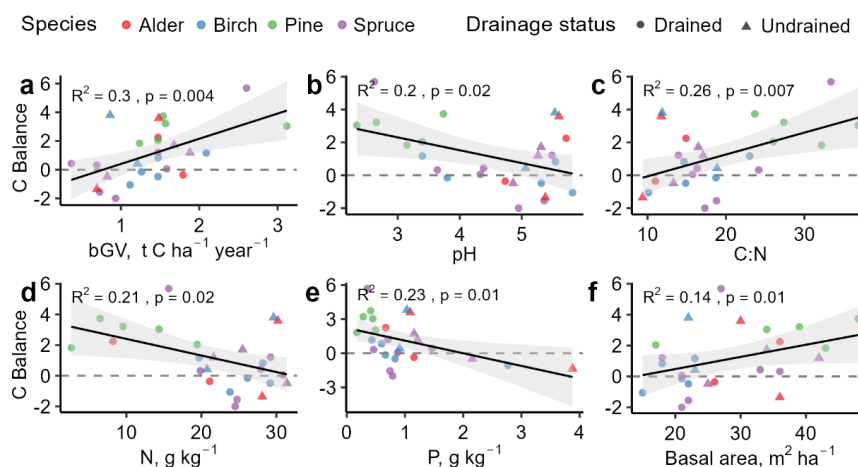 Species Alder Birch Pine Spruce Drainage status Drained Undrained
a b c
R² = 0.3 , p = 0.004 R² = 0.2 , p = 0.02 R² = 0.26 , p = 0.007
C Balance
6 4 2 0 -2
6 4 2 0 -2
6 4 2 0 -2
1 2 3 3 4 5 10 20 30
bGV, t C ha⁻¹ year⁻¹ pH C:N
d e f
R² = 0.21 , p = 0.02 R² = 0.23 , p = 0.01 R² = 0.14 , p = 0.01
C Balance
6 4 2 0 -2
6 3 0 -3
6 4 2 0 -2
10 20 30 0 1 2 3 4 20 30 40
N, g kg⁻¹ P, g kg⁻¹ Basal area, m² ha⁻¹